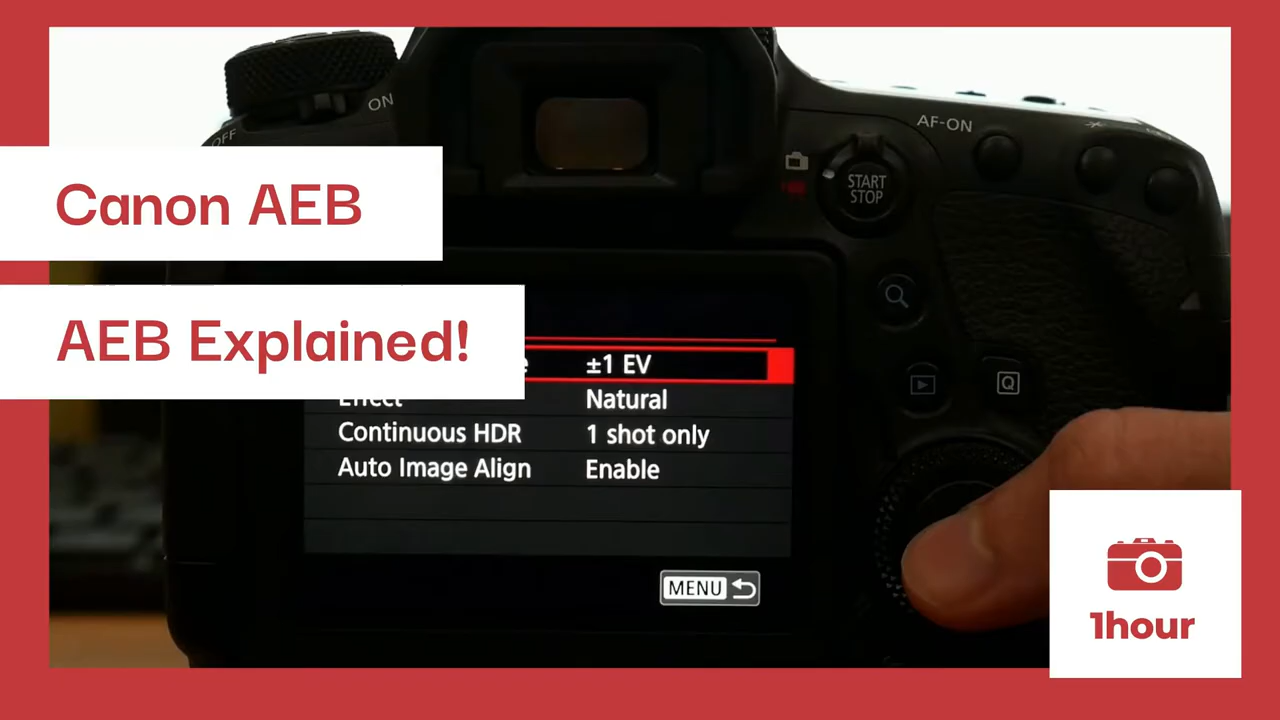 ON
OFF
AF-ON
START
STOP
Canon AEB
AEB Explained!
±1 EV
Effect Natural
Continuous HDR 1 shot only
Auto Image Align Enable
Q
MENU
1hour